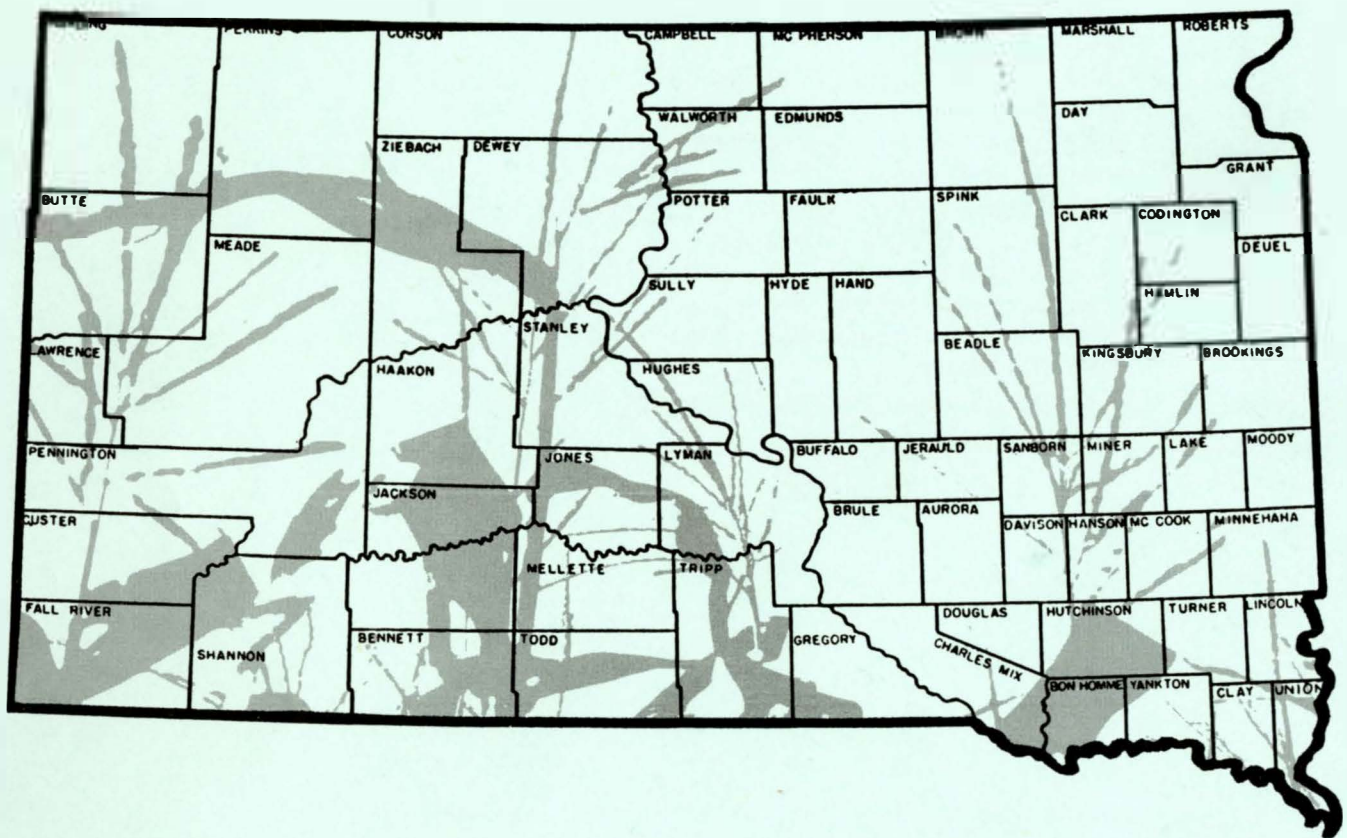 PERKINS
CORSON
CAMPBELL
MC PHERSON
BROWN
MARSHALL
ROBERTS
WALWORTH
EDMUNDS
DAY
ZIEBACH
DEWEY
GRANT
BUTTE
POTTER
FAULK
SPINK
CLARK
CODINGTON
MEADE
DEUEL
SULLY
HYDE
HAND
HAMLIN
STANLEY
LAWRENCE
HAAKON
HUGHES
BEADLE
KINGSBURY
BROOKINGS
PENNINGTON
JONES
LYMAN
BUFFALO
JERAULD
SANBORN
MINER
LAKE
MOODY
JACKSON
CUSTER
BRULE
AURORA
DAVISON
HANSON
MC COOK
MINNEHAHA
MELLETTE
TRIPP
FALL RIVER
DOUGLAS
HUTCHINSON
TURNER
LINCOLN
SHANNON
BENNETT
TODD
GREGORY
CHARLES MIX
BON HOMME
YANKTON
CLAY
UNION